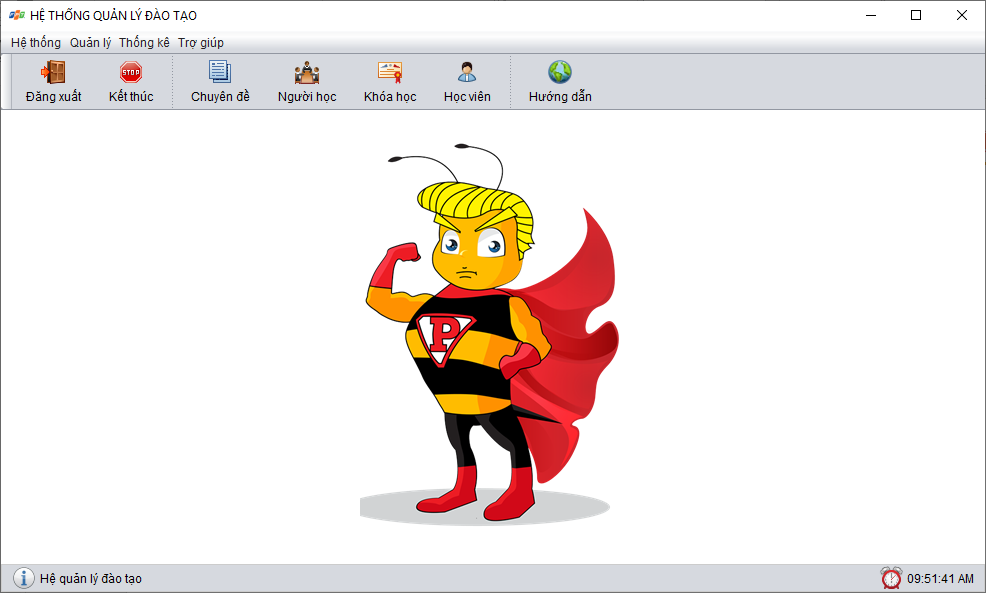 HỆ THỐNG QUẢN LÝ ĐÀO TẠO
Hệ thống Quản lý Thống kê Trợ giúp
STOP
Đăng xuất Kết thúc Chuyên đề Người học Khóa học Học viên Hướng dẫn
P
Hệ quản lý đào tạo 09:51:41 AM